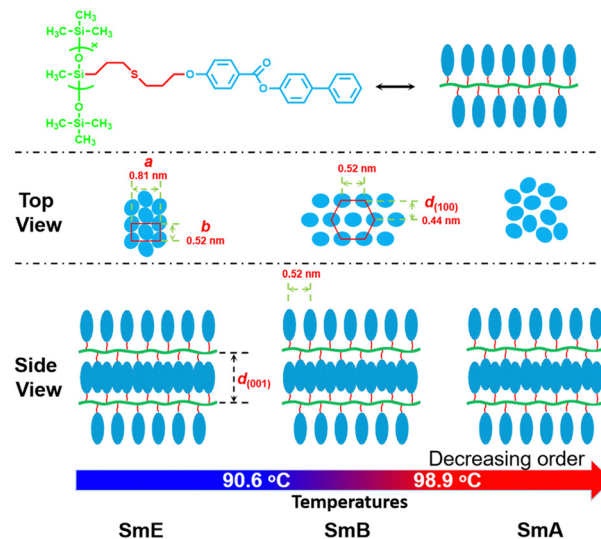 CH₃
H₃C-Si-CH₃
x
O
H₃C-Si
S
O
O
O
O
H₃C-Si-CH₃
CH₃
Top
View
a
0.81 nm
b
0.52 nm
0.52 nm
d(100)
0.44 nm
Side
View
0.52 nm
d(001)
Decreasing order
90.6 °C
98.9 °C
Temperatures
SmE
SmB
SmA